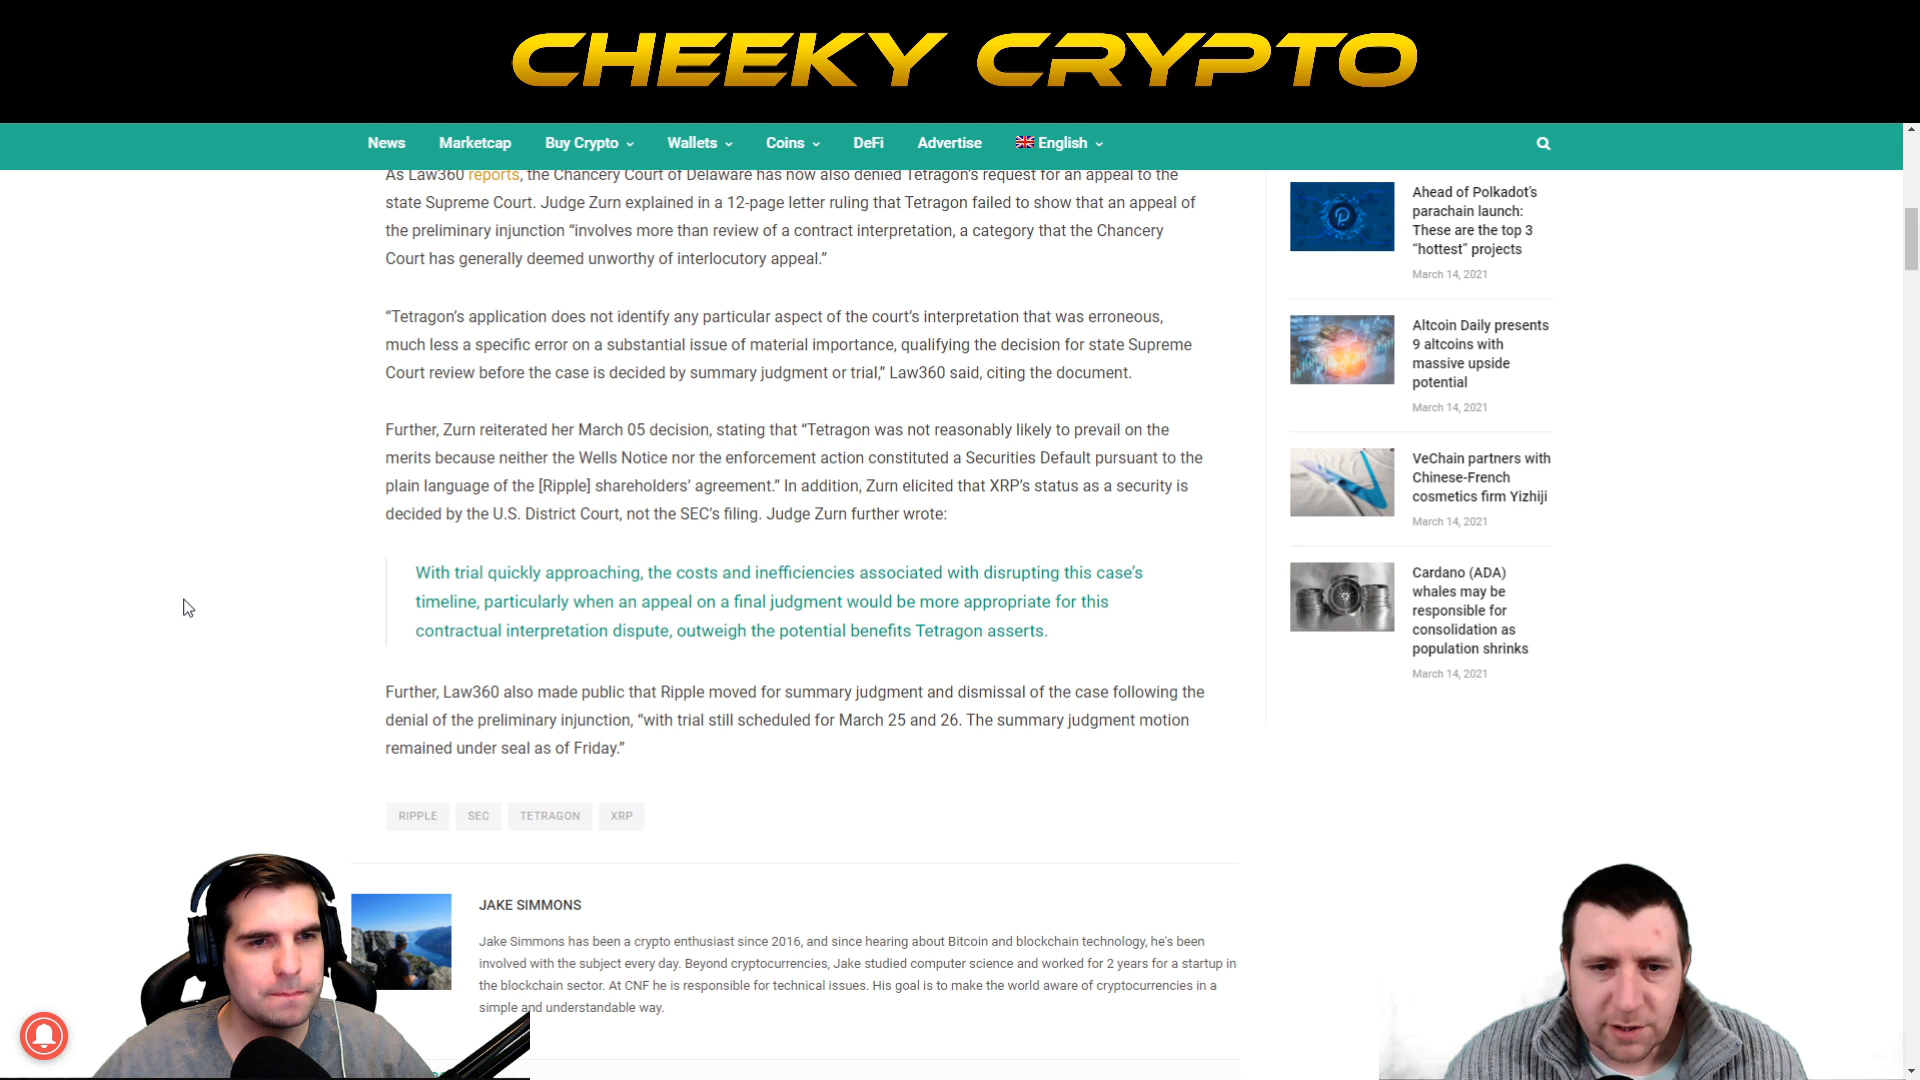 CHEEKY CRYPTO
News Marketcap Buy Crypto Wallets Coins DeFi Advertise English
As Law360 reports, the Chancery Court of Delaware has now also denied Tetragon's request for an appeal to the
state Supreme Court. Judge Zurn explained in a 12-page letter ruling that Tetragon failed to show that an appeal of
the preliminary injunction “involves more than review of a contract interpretation, a category that the Chancery
Court has generally deemed unworthy of interlocutory appeal.”
“Tetragon’s application does not identify any particular aspect of the court’s interpretation that was erroneous,
much less a specific error on a substantial issue of material importance, qualifying the decision for state Supreme
Court review before the case is decided by summary judgment or trial,” Law360 said, citing the document.
Further, Zurn reiterated her March 05 decision, stating that “Tetragon was not reasonably likely to prevail on the
merits because neither the Wells Notice nor the enforcement action constituted a Securities Default pursuant to the
plain language of the [Ripple] shareholders’ agreement.” In addition, Zurn elicited that XRP’s status as a security is
decided by the U.S. District Court, not the SEC’s filing. Judge Zurn further wrote:
With trial quickly approaching, the costs and inefficiencies associated with disrupting this case’s
timeline, particularly when an appeal on a final judgment would be more appropriate for this
contractual interpretation dispute, outweigh the potential benefits Tetragon asserts.
Further, Law360 also made public that Ripple moved for summary judgment and dismissal of the case following the
denial of the preliminary injunction, “with trial still scheduled for March 25 and 26. The summary judgment motion
remained under seal as of Friday.”
RIPPLE SEC TETRAGON XRP
JAKE SIMMONS
Jake Simmons has been a crypto enthusiast since 2016, and since hearing about Bitcoin and blockchain technology, he's been
involved with the subject every day. Beyond cryptocurrencies, Jake studied computer science and worked for 2 years for a startup in
the blockchain sector. At CNF he is responsible for technical issues. His goal is to make the world aware of cryptocurrencies in a
simple and understandable way.
Ahead of Polkadot’s
parachain launch:
These are the top 3
“hottest” projects
March 14, 2021
Altcoin Daily presents
9 altcoins with
massive upside
potential
March 14, 2021
VeChain partners with
Chinese-French
cosmetics firm Yizhiji
March 14, 2021
Cardano (ADA)
whales may be
responsible for
consolidation as
population shrinks
March 14, 2021